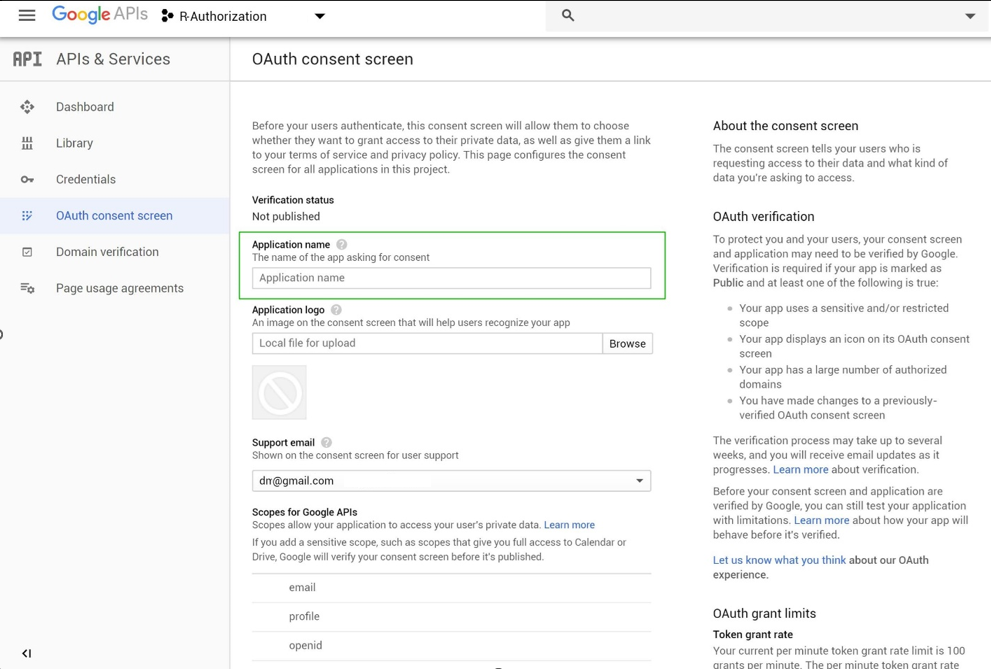 Google APIs R-Authorization
API APIs & Services
Dashboard
Library
Credentials
OAuth consent screen
Domain verification
Page usage agreements
OAuth consent screen
Before your users authenticate, this consent screen will allow them to choose
whether they want to grant access to their private data, as well as give them a link
to your terms of service and privacy policy. This page configures the consent
screen for all applications in this project.
Verification status
Not published
Application name
The name of the app asking for consent
Application name
Application logo
An image on the consent screen that will help users recognize your app
Local file for upload Browse
Support email
Shown on the consent screen for user support
dr@gmail.com
Scopes for Google APIs
Scopes allow your application to access your user's private data. Learn more
If you add a sensitive scope, such as scopes that give you full access to Calendar or
Drive, Google will verify your consent screen before it's published.
email
profile
openid
About the consent screen
The consent screen tells your users who is
requesting access to their data and what kind of
data you're asking to access.
OAuth verification
To protect you and your users, your consent screen
and application may need to be verified by Google.
Verification is required if your app is marked as
Public and at least one of the following is true:
Your app uses a sensitive and/or restricted
scope
Your app displays an icon on its OAuth consent
screen
Your app has a large number of authorized
domains
You have made changes to a previously-
verified OAuth consent screen
The verification process may take up to several
weeks, and you will receive email updates as it
progresses. Learn more about verification.
Before your consent screen and application are
verified by Google, you can still test your application
with limitations. Learn more about how your app will
behave before it's verified.
Let us know what you think about our OAuth
experience.
OAuth grant limits
Token grant rate
Your current per minute token grant rate limit is 100
grants per minute. The per minute token grant rate